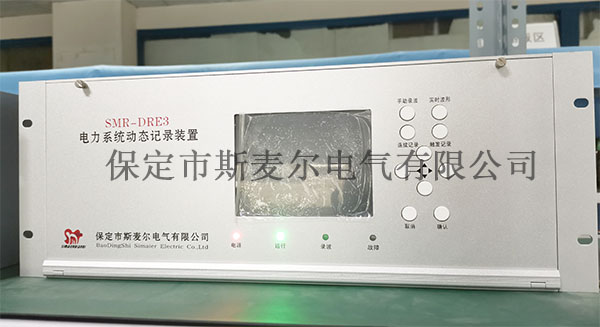 SMR-DRE3
电力系统动态记录装置
手动录波
实时波形
连续记录
触发记录
保定市斯麦尔电气有限公司
取消
确认
保定市斯麦尔电气有限公司
BaoDingShi Simaier Electric Co.,Ltd
电源
运行
录波
故障